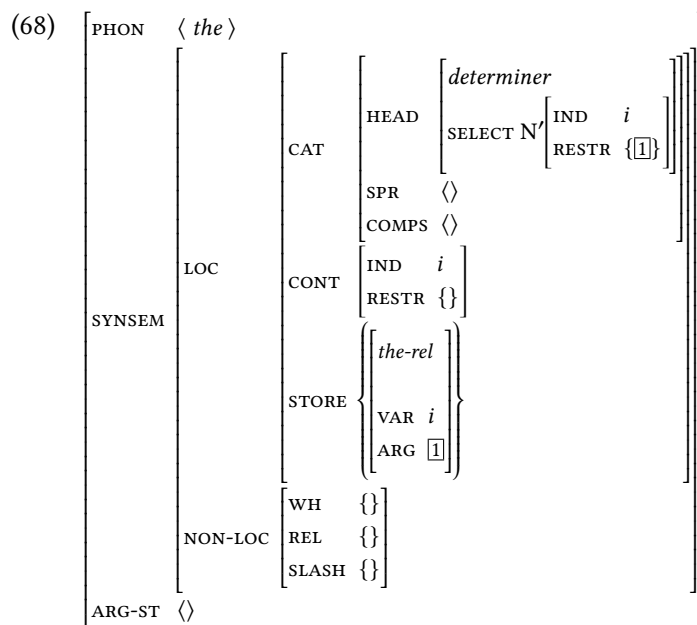 (68)
PHON ⟨ the ⟩
determiner
HEAD
IND i
SELECT N′
RESTR {1}
CAT
SPR ⟨⟩
COMPS ⟨⟩
IND i
LOC
CONT
RESTR {}
SYNSEM
the-rel
STORE
VAR i
ARG 1
WH {}
NON-LOC REL {}
SLASH {}
ARG-ST ⟨⟩